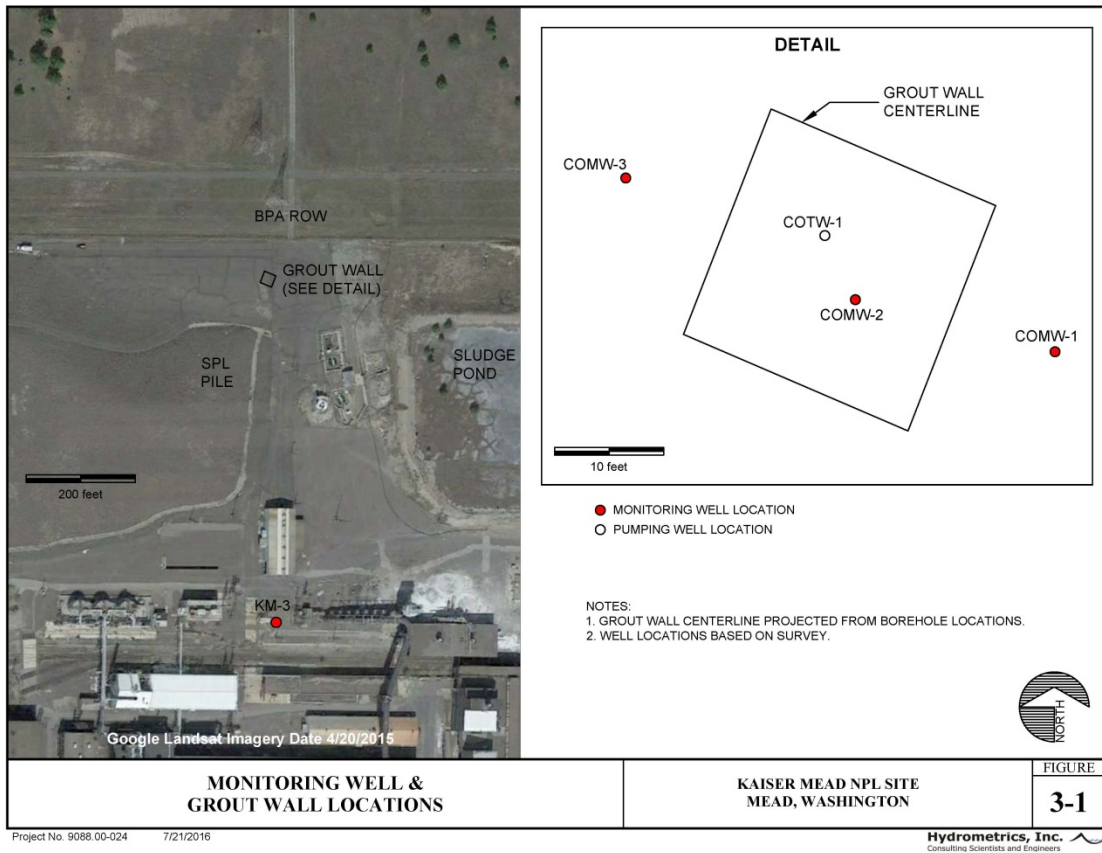 BPA ROW
GROUT WALL
(SEE DETAIL)
SPL
PILE
SLUDGE
POND
200 feet
KM-3
Google Landsat Imagery Date 4/20/2015
DETAIL
GROUT WALL
CENTERLINE
COMW-3
COTW-1
COMW-2
COMW-1
10 feet
MONITORING WELL LOCATION
PUMPING WELL LOCATION
NOTES:
1. GROUT WALL CENTERLINE PROJECTED FROM BOREHOLE LOCATIONS.
2. WELL LOCATIONS BASED ON SURVEY.
NORTH
MONITORING WELL &
GROUT WALL LOCATIONS
KAISER MEAD NPL SITE
MEAD, WASHINGTON
FIGURE
3-1
Project No. 9088.00-024 7/21/2016
Hydrometrics, Inc.
Consulting Scientists and Engineers